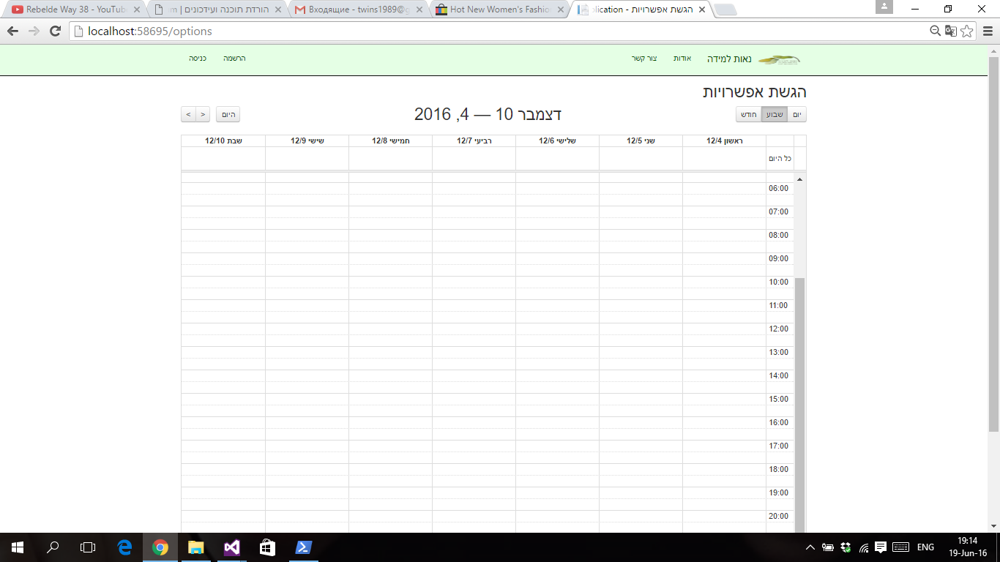 Rebelde Way 38 - YouTub
הורדת תוכנה ועידכונים | m
Входящие - twins1989@g
Hot New Women's Fashio
הגשת אפשרויות - plication
localhost:58695/options
נאות למידה אודות צור קשר הרשמה כניסה
הגשת אפשרויות
יום שבוע חודש
דצמבר 10 — 4, 2016
היום > <
ראשון 12/4 שני 12/5 שלישי 12/6 רביעי 12/7 חמישי 12/8 שישי 12/9 שבת 12/10
כל היום
06:00
07:00
08:00
09:00
10:00
11:00
12:00
13:00
14:00
15:00
16:00
17:00
18:00
19:00
20:00
ENG
19:14
19-Jun-16